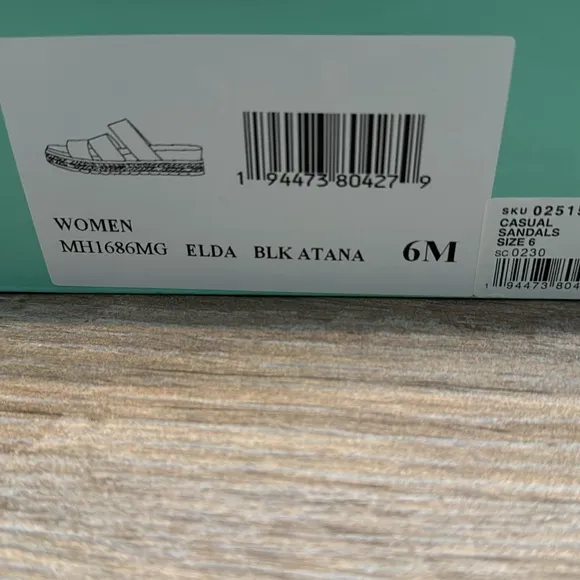 1 94473 80427 9
WOMEN
MH1686MG ELDA BLK ATANA 6M
SKU 02515
CASUAL
SANDALS
SIZE 6
SC 0230
1 94473 804